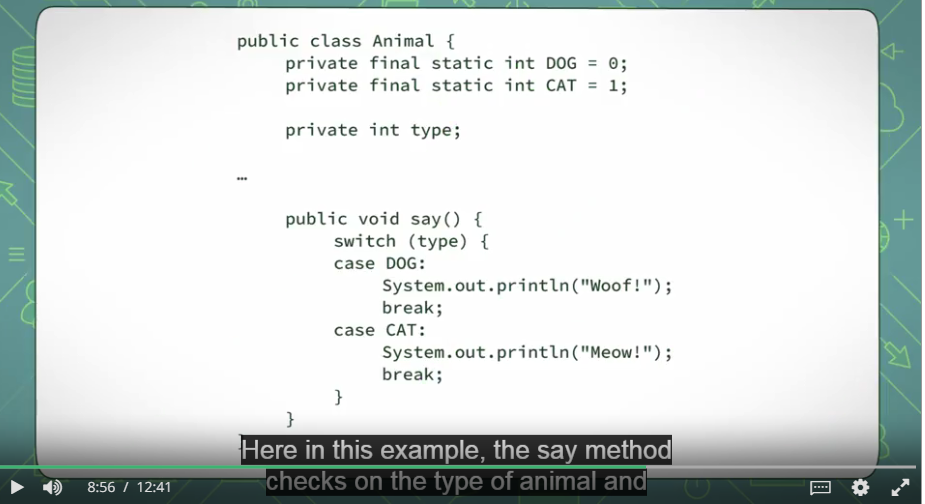 public class Animal {
private final static int DOG = 0;
private final static int CAT = 1;
private int type;
…
public void say() {
switch (type) {
case DOG:
System.out.println("Woof!");
break;
case CAT:
System.out.println("Meow!");
break;
}
}
Here in this example, the say method
checks on the type of animal and
8:56 / 12:41